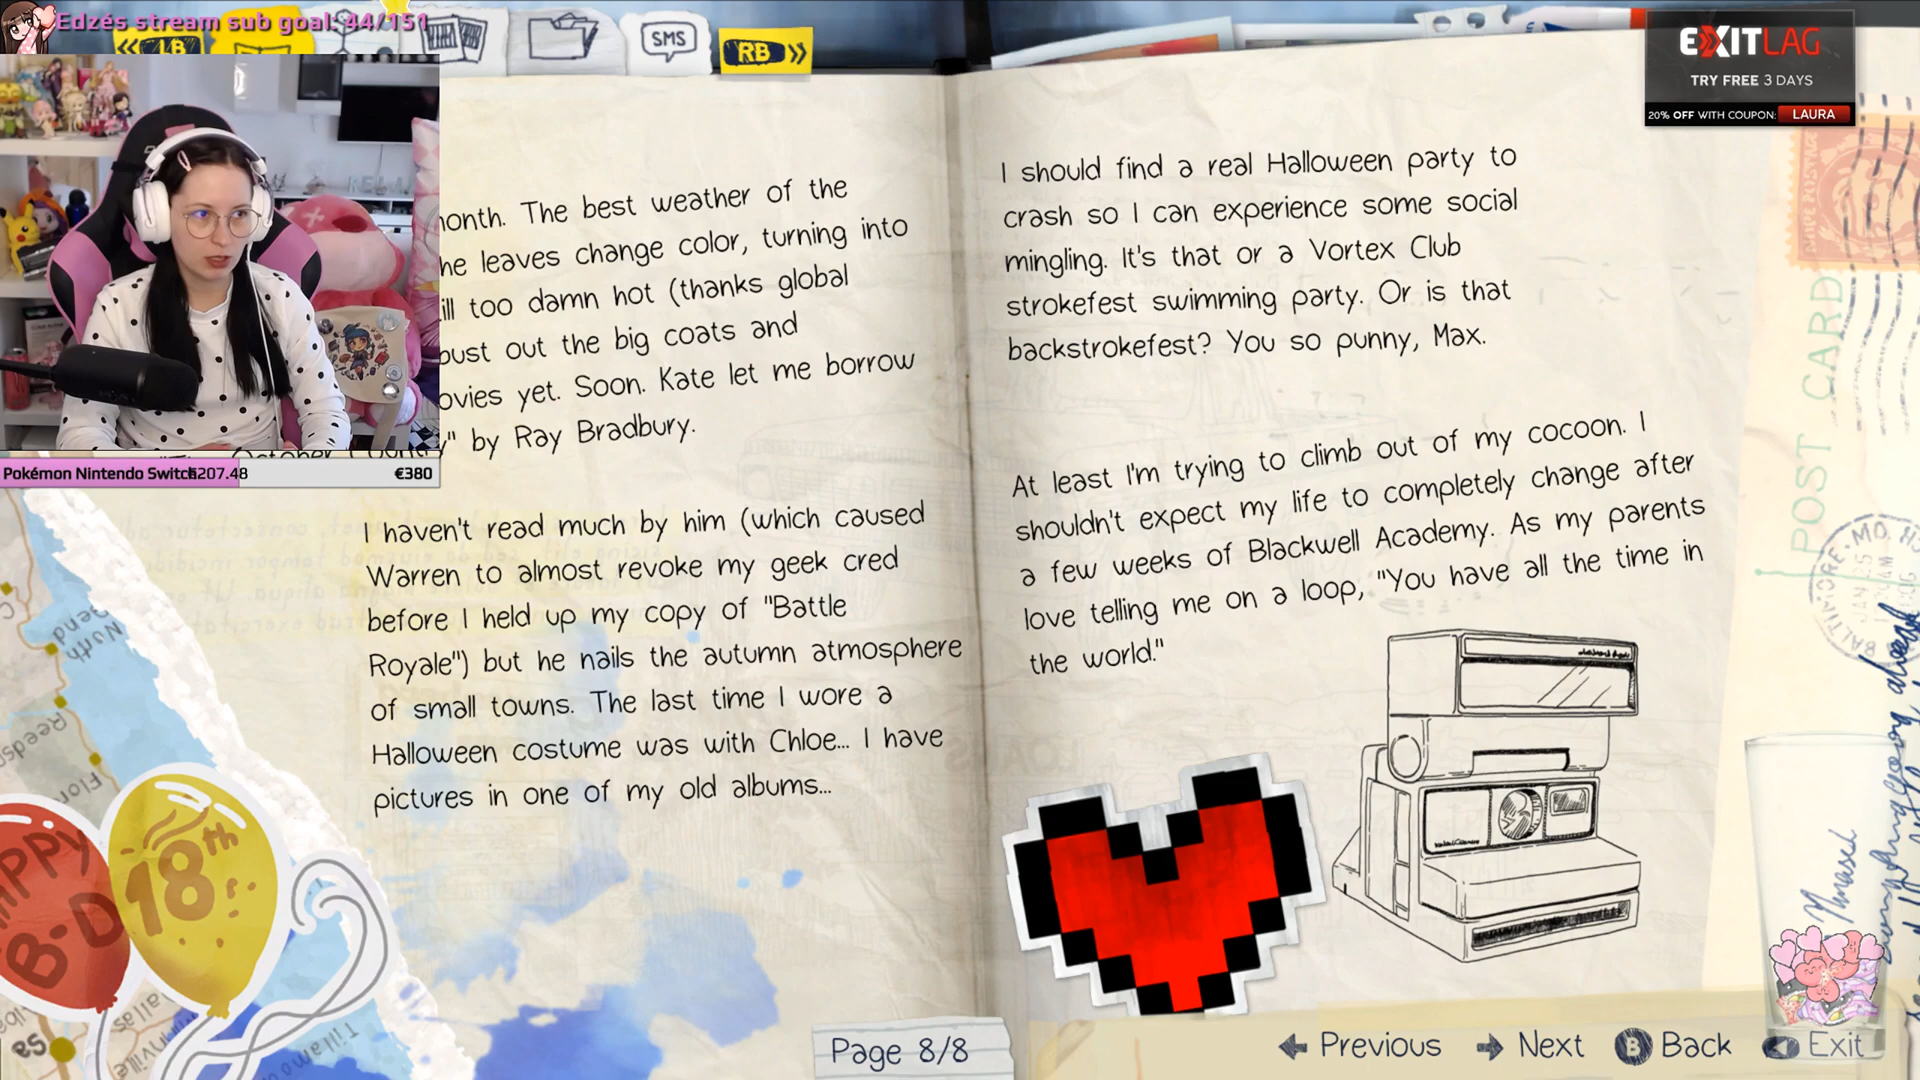 Edzés stream sub goal: 44/151
LB
SMS
RB
EXITLAG
TRY FREE 3 DAYS
20% OFF WITH COUPON: LAURA
The best weather of the
leaves change color, turning into
too damn hot (thanks global
out the big coats and
yet. Soon. Kate let me borrow
" by Ray Bradbury.
Pokémon Nintendo Switch
207.48
€380
I haven't read much by him (which caused
Warren to almost revoke my geek cred
before I held up my copy of "Battle
Royale") but he nails the autumn atmosphere
of small towns. The last time I wore a
Halloween costume was with Chloe... I have
pictures in one of my old albums...
I should find a real Halloween party to
crash so I can experience some social
mingling. It's that or a Vortex Club
strokefest swimming party. Or is that
backstrokefest? You so punny, Max.
At least I'm trying to climb out of my cocoon. I
shouldn't expect my life to completely change after
a few weeks of Blackwell Academy. As my parents
love telling me on a loop, "You have all the time in
the world."
POST CARD
B-D
18th
North
Bend
Page 8/8
Previous
Next
B Back
Exit